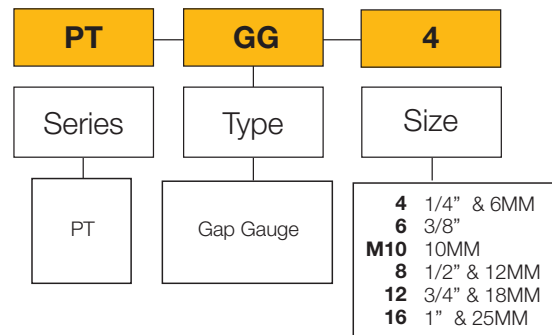 PT GG 4
Series Type Size
PT
Gap Gauge
4 1/4” & 6MM
6 3/8”
M10 10MM
8 1/2” & 12MM
12 3/4” & 18MM
16 1” & 25MM